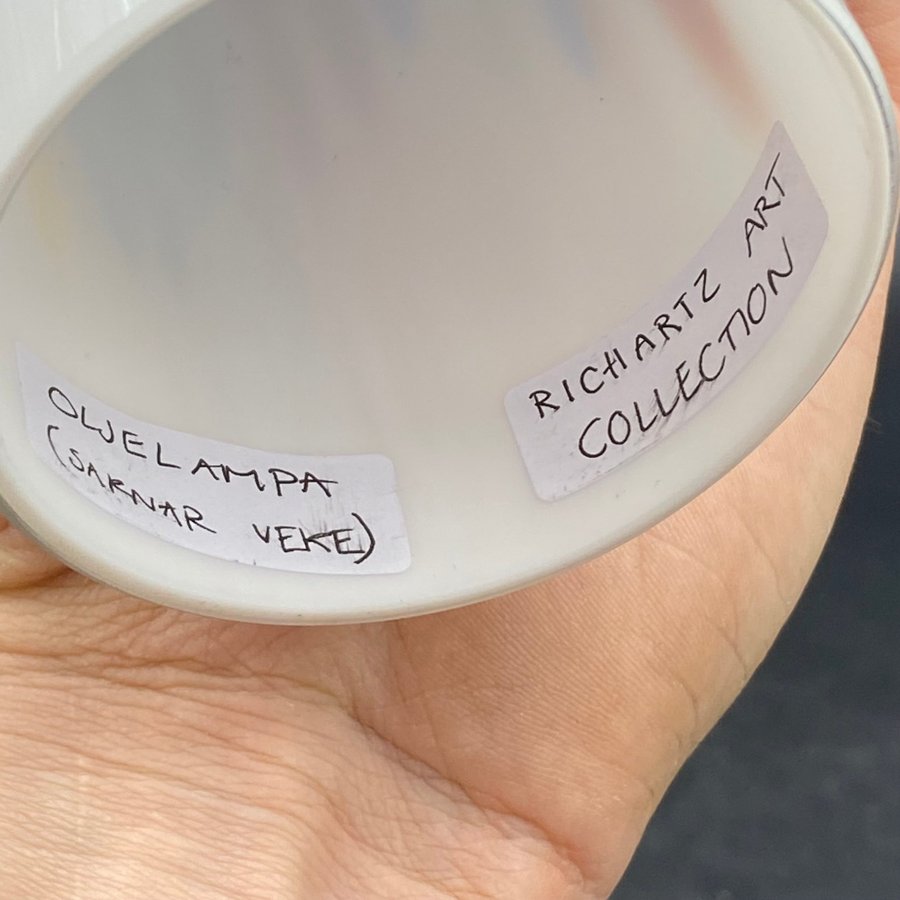 OLJELAMPA
(SAKNAR VEKE)
RICHARTZ ART
COLLECTION